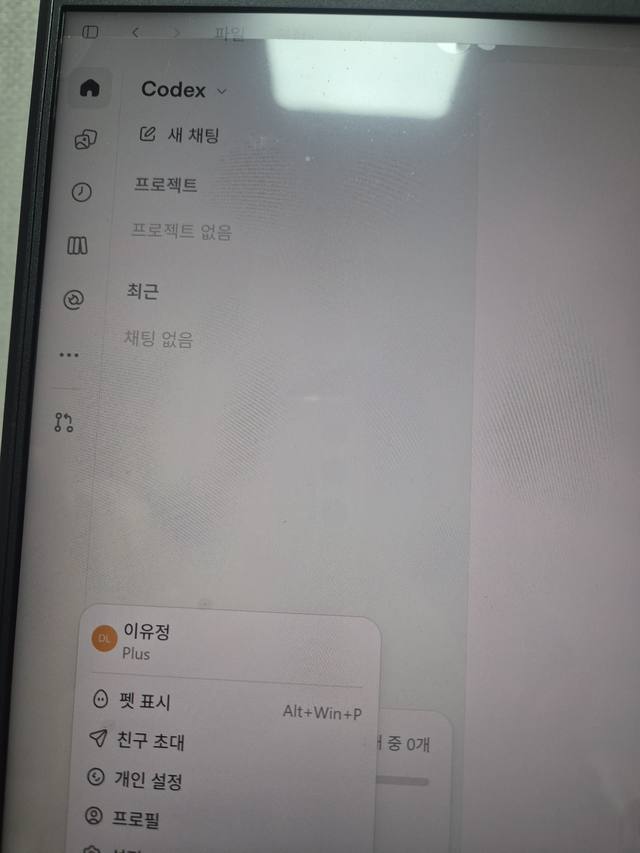 파일
Codex
새 채팅
프로젝트
프로젝트 없음
최근
채팅 없음
DL
이유정
Plus
펫 표시 Alt+Win+P
친구 초대
중 0개
개인 설정
프로필